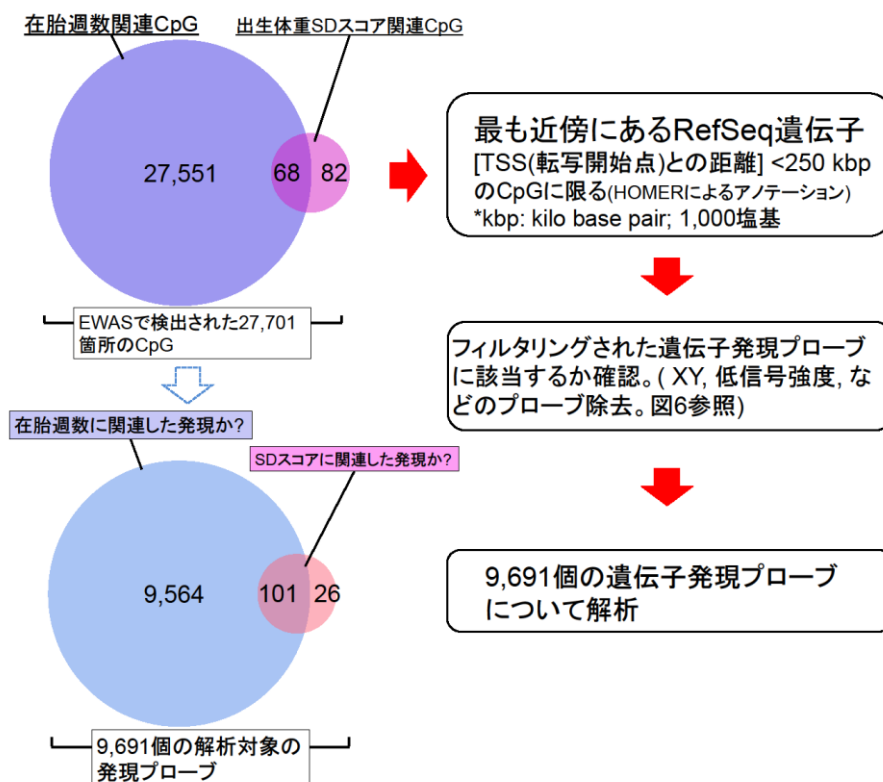 在胎週数関連CpG
出生体重SDスコア関連CpG
27,551
68
82
EWASで検出された27,701
箇所のCpG
最も近傍にあるRefSeq遺伝子
[TSS(転写開始点)との距離] <250 kbp
のCpGに限る(HOMERによるアノテーション)
*kbp: kilo base pair; 1,000塩基
フィルタリングされた遺伝子発現プローブ
に該当するか確認。( XY, 低信号強度, な
どのプローブ除去。図6参照)
在胎週数に関連した発現か?
SDスコアに関連した発現か?
9,564
101
26
9,691個の解析対象の
発現プローブ
9,691個の遺伝子発現プローブ
について解析